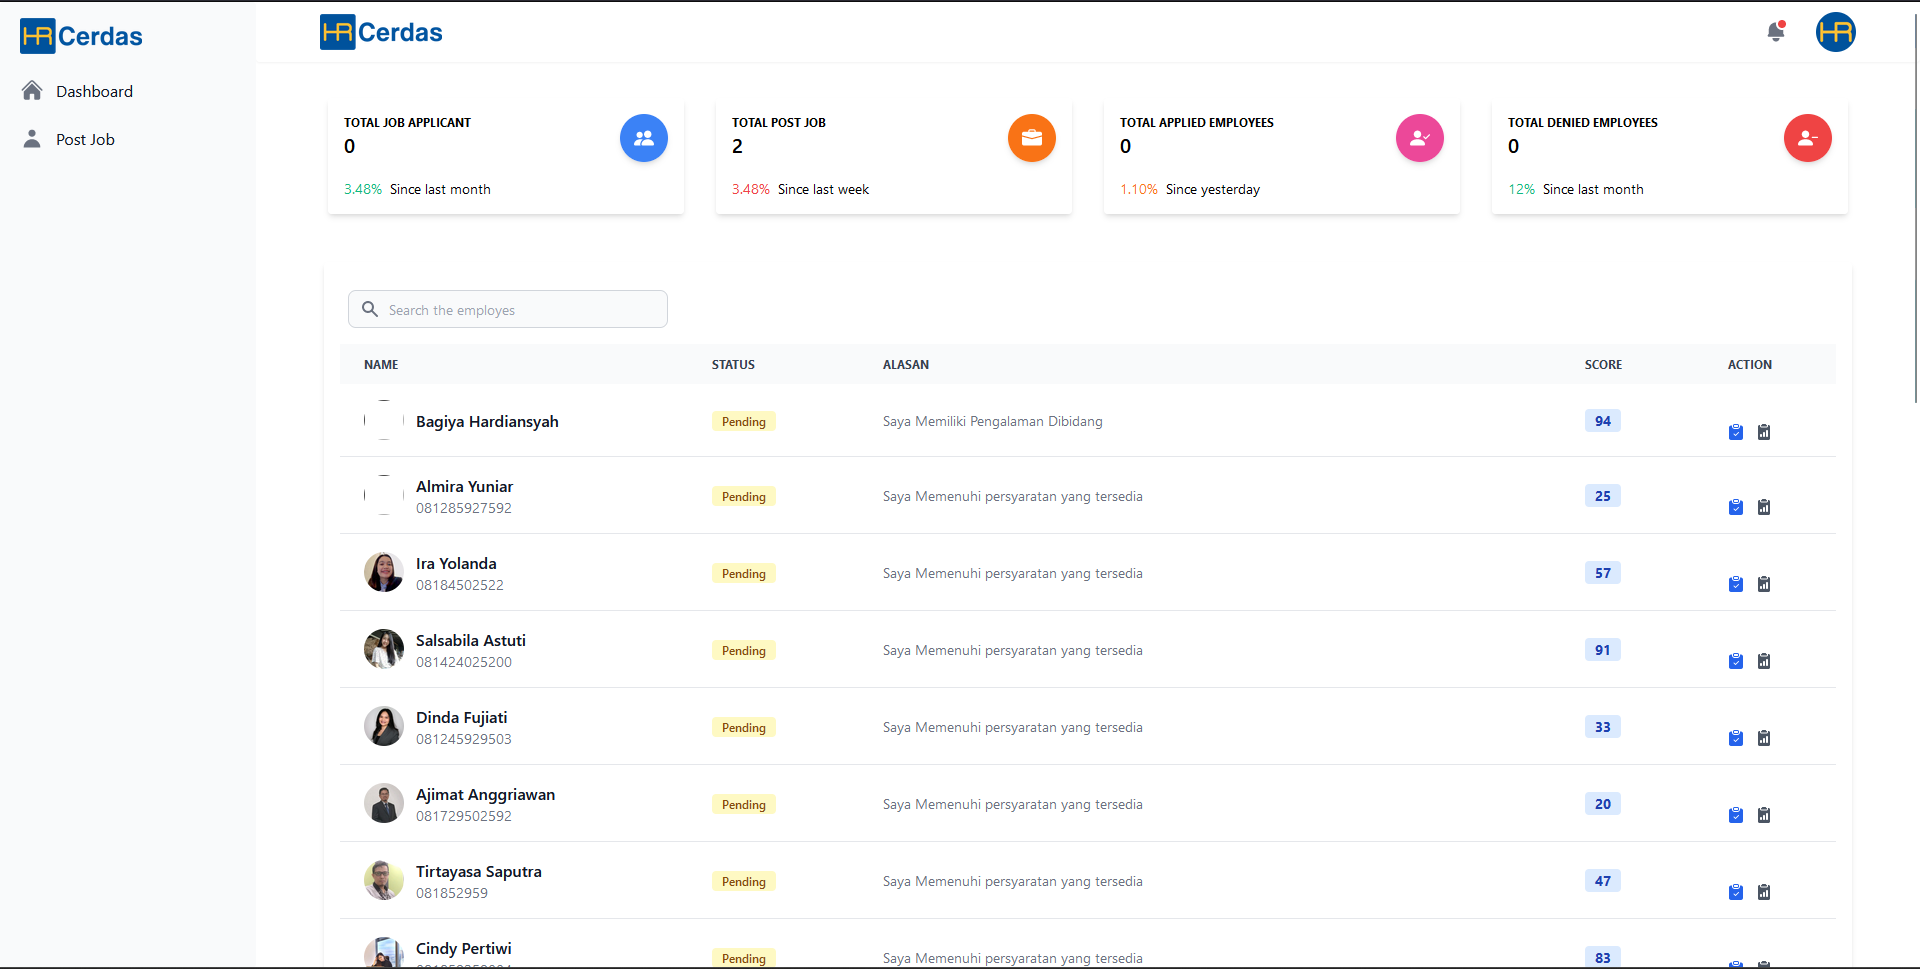 HR Cerdas
HR Cerdas
HR
Dashboard
Post Job
TOTAL JOB APPLICANT
0
3.48% Since last month
TOTAL POST JOB
2
3.48% Since last week
TOTAL APPLIED EMPLOYEES
0
1.10% Since yesterday
TOTAL DENIED EMPLOYEES
0
12% Since last month
Search the employes
NAME STATUS ALASAN SCORE ACTION
Bagiya Hardiansyah Pending Saya Memiliki Pengalaman Dibidang 94
Almira Yuniar
081285927592
Pending Saya Memenuhi persyaratan yang tersedia 25
Ira Yolanda
08184502522
Pending Saya Memenuhi persyaratan yang tersedia 57
Salsabila Astuti
081424025200
Pending Saya Memenuhi persyaratan yang tersedia 91
Dinda Fujiati
081245929503
Pending Saya Memenuhi persyaratan yang tersedia 33
Ajimat Anggriawan
081729502592
Pending Saya Memenuhi persyaratan yang tersedia 20
Tirtayasa Saputra
081852959
Pending Saya Memenuhi persyaratan yang tersedia 47
Cindy Pertiwi
Pending Saya Memenuhi persyaratan yang tersedia 83